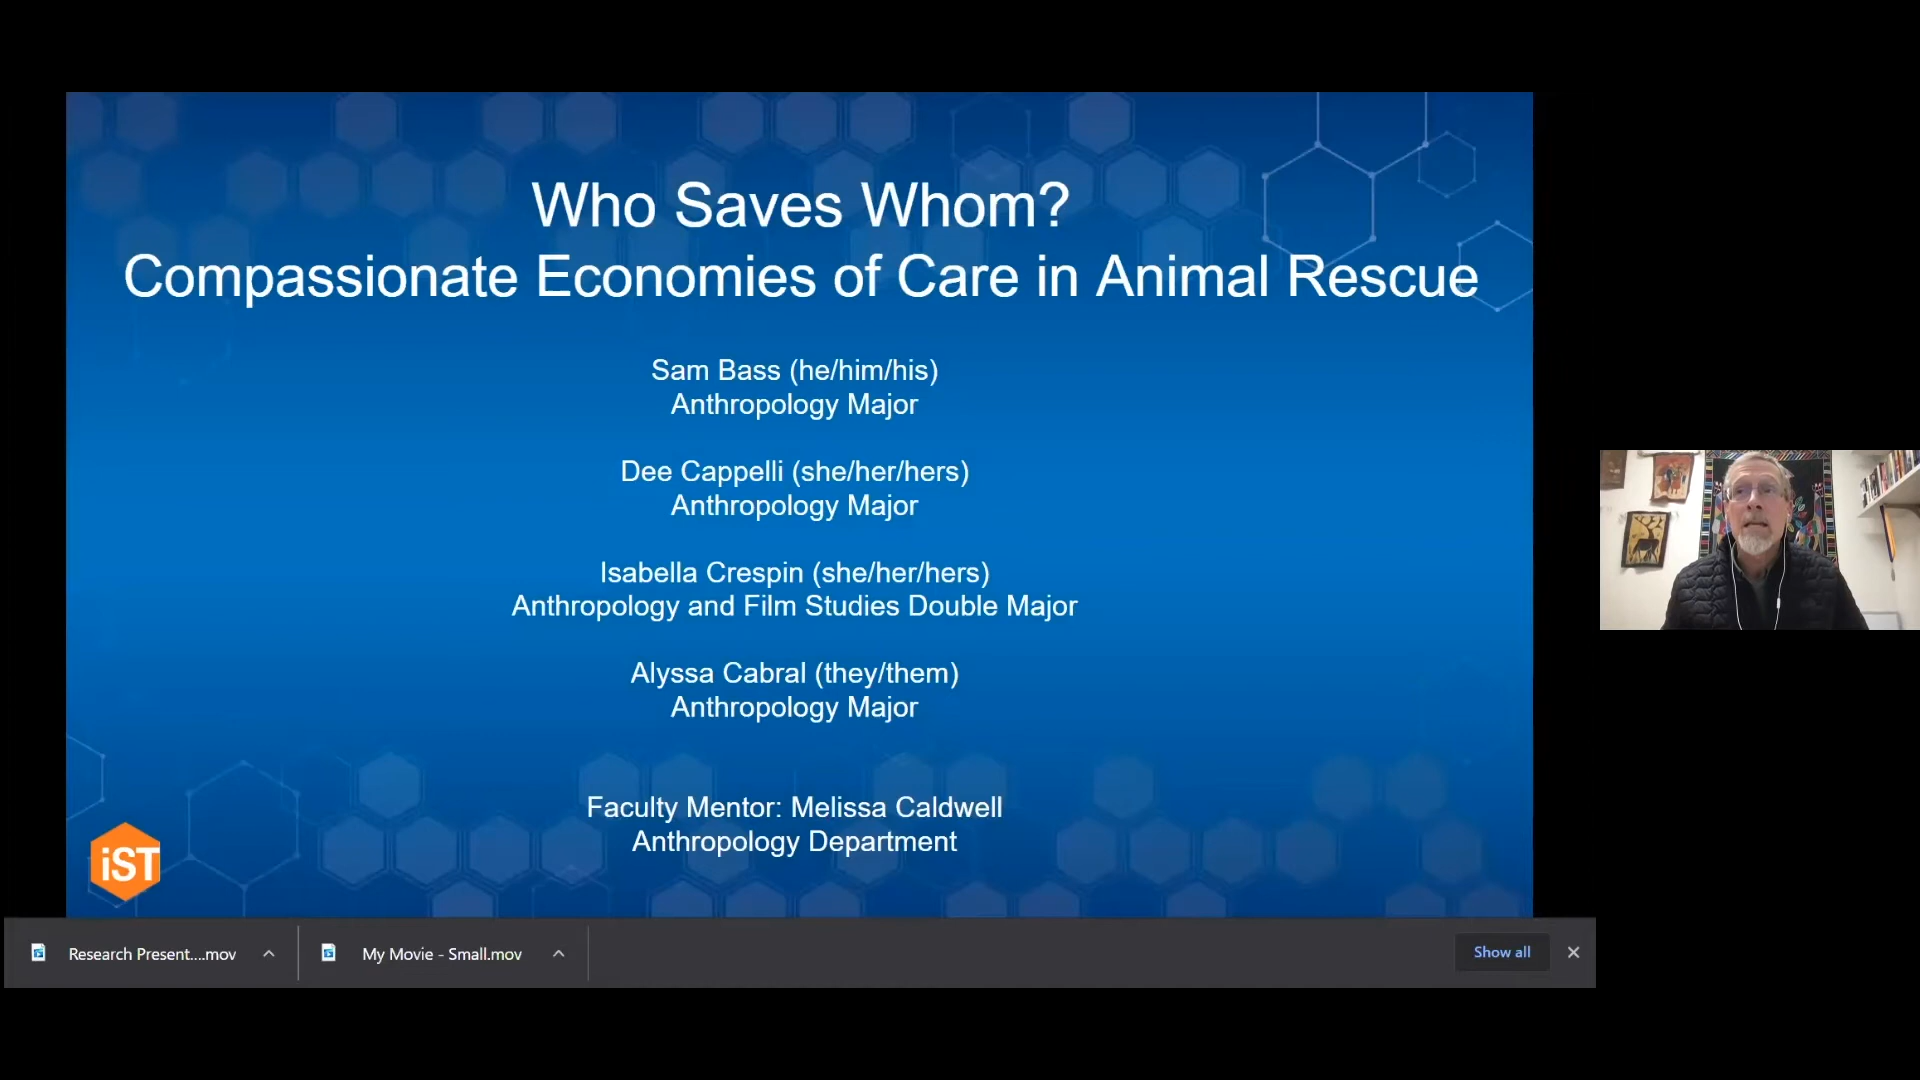 Who Saves Whom?
Compassionate Economies of Care in Animal Rescue
Sam Bass (he/him/his)
Anthropology Major
Dee Cappelli (she/her/hers)
Anthropology Major
Isabella Crespin (she/her/hers)
Anthropology and Film Studies Double Major
Alyssa Cabral (they/them)
Anthropology Major
Faculty Mentor: Melissa Caldwell
Anthropology Department
iST
Research Present....mov
My Movie - Small.mov
Show all